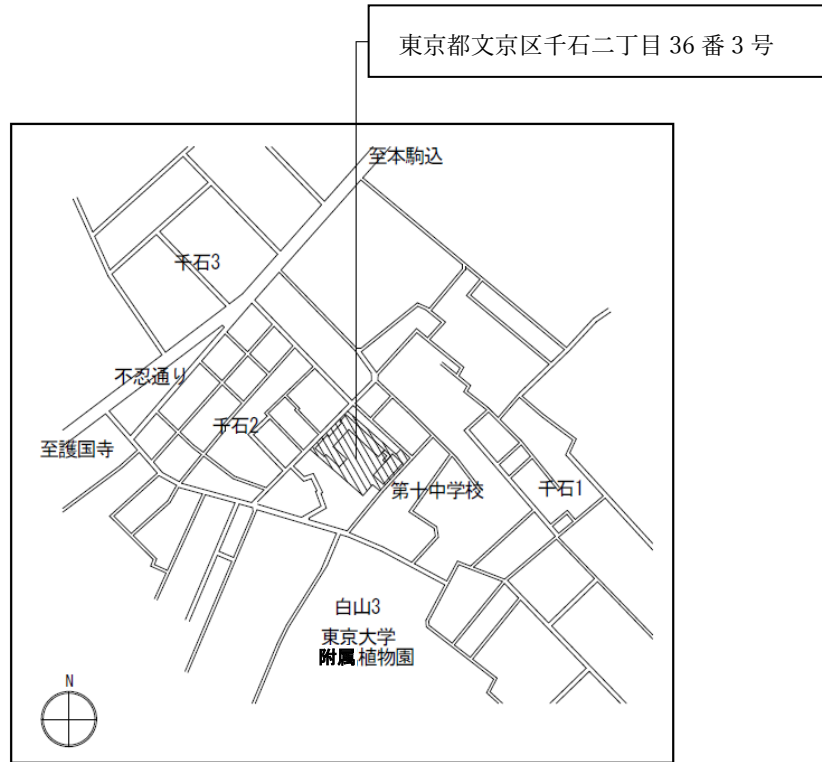 東京都文京区千石二丁目 36 番 3 号
至本駒込
千石3
不忍通り
千石2
至護国寺
第十中学校
千石1
白山3
東京大学
附属植物園
N